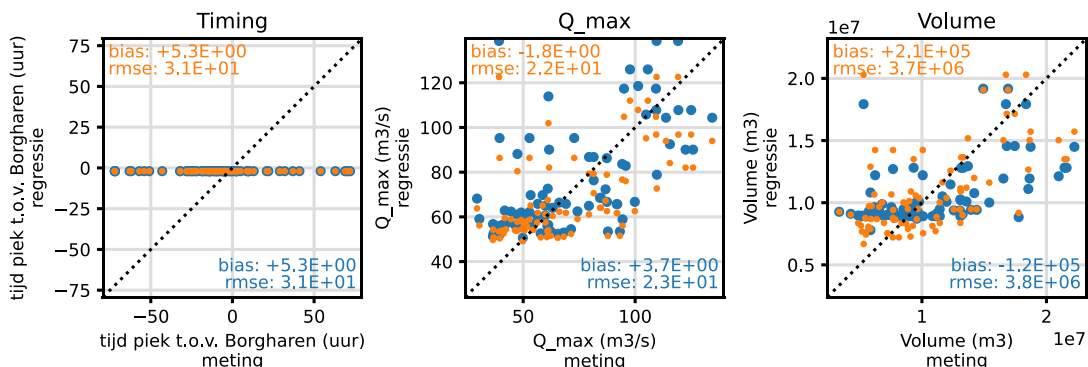 Timing
75
50
25
0
−25
−50
−75
tijd piek t.o.v. Borgharen (uur)
regressie
bias: +5.3E+00
rmse: 3.1E+01
bias: +5.3E+00
rmse: 3.1E+01
−50
0
50
tijd piek t.o.v. Borgharen (uur)
meting
Q_max
120
100
80
60
40
Q_max (m3/s)
regressie
bias: -1.8E+00
rmse: 2.2E+01
bias: +3.7E+00
rmse: 2.3E+01
50
100
Q_max (m3/s)
meting
Volume
1e7
2.0
1.5
1.0
0.5
Volume (m3)
regressie
bias: +2.1E+05
rmse: 3.7E+06
bias: -1.2E+05
rmse: 3.8E+06
1
2
1e7
Volume (m3)
meting